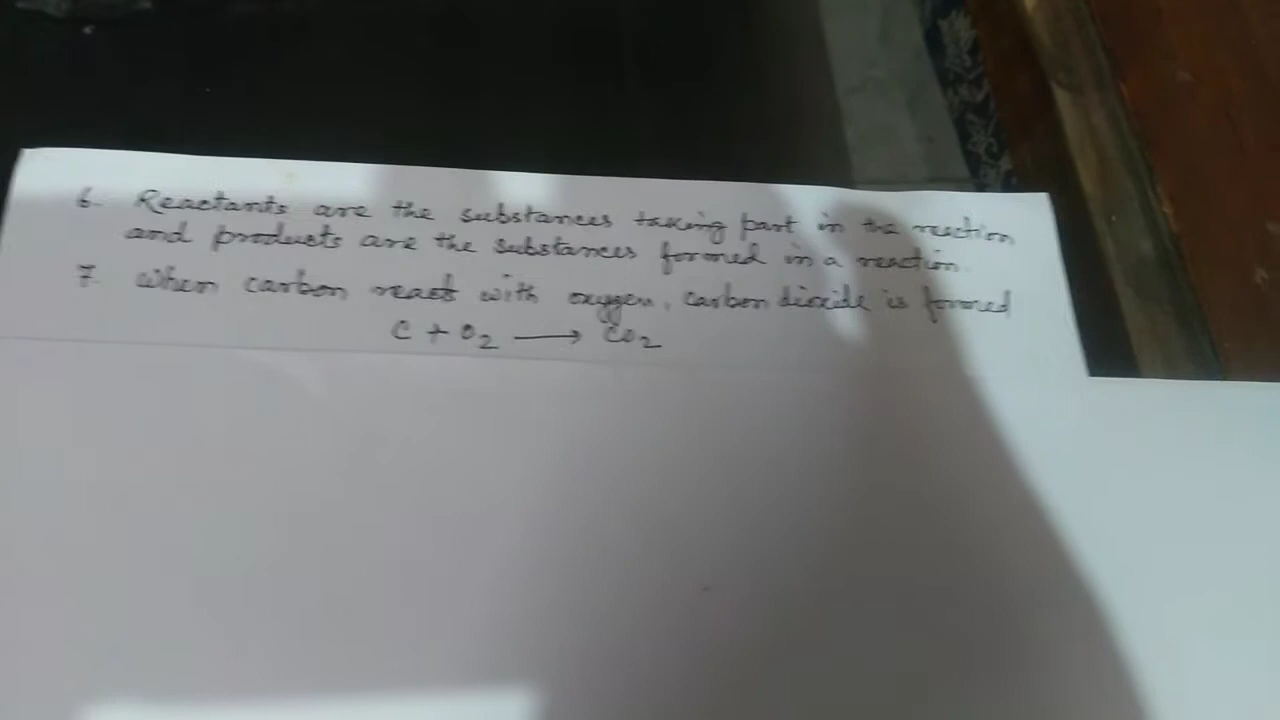 6. Reactants are the substances taking part in the reaction
and products are the substances formed in a reaction.
7. when carbon react with oxygen, carbon dioxide is formed
C + O₂ ⟶ CO₂